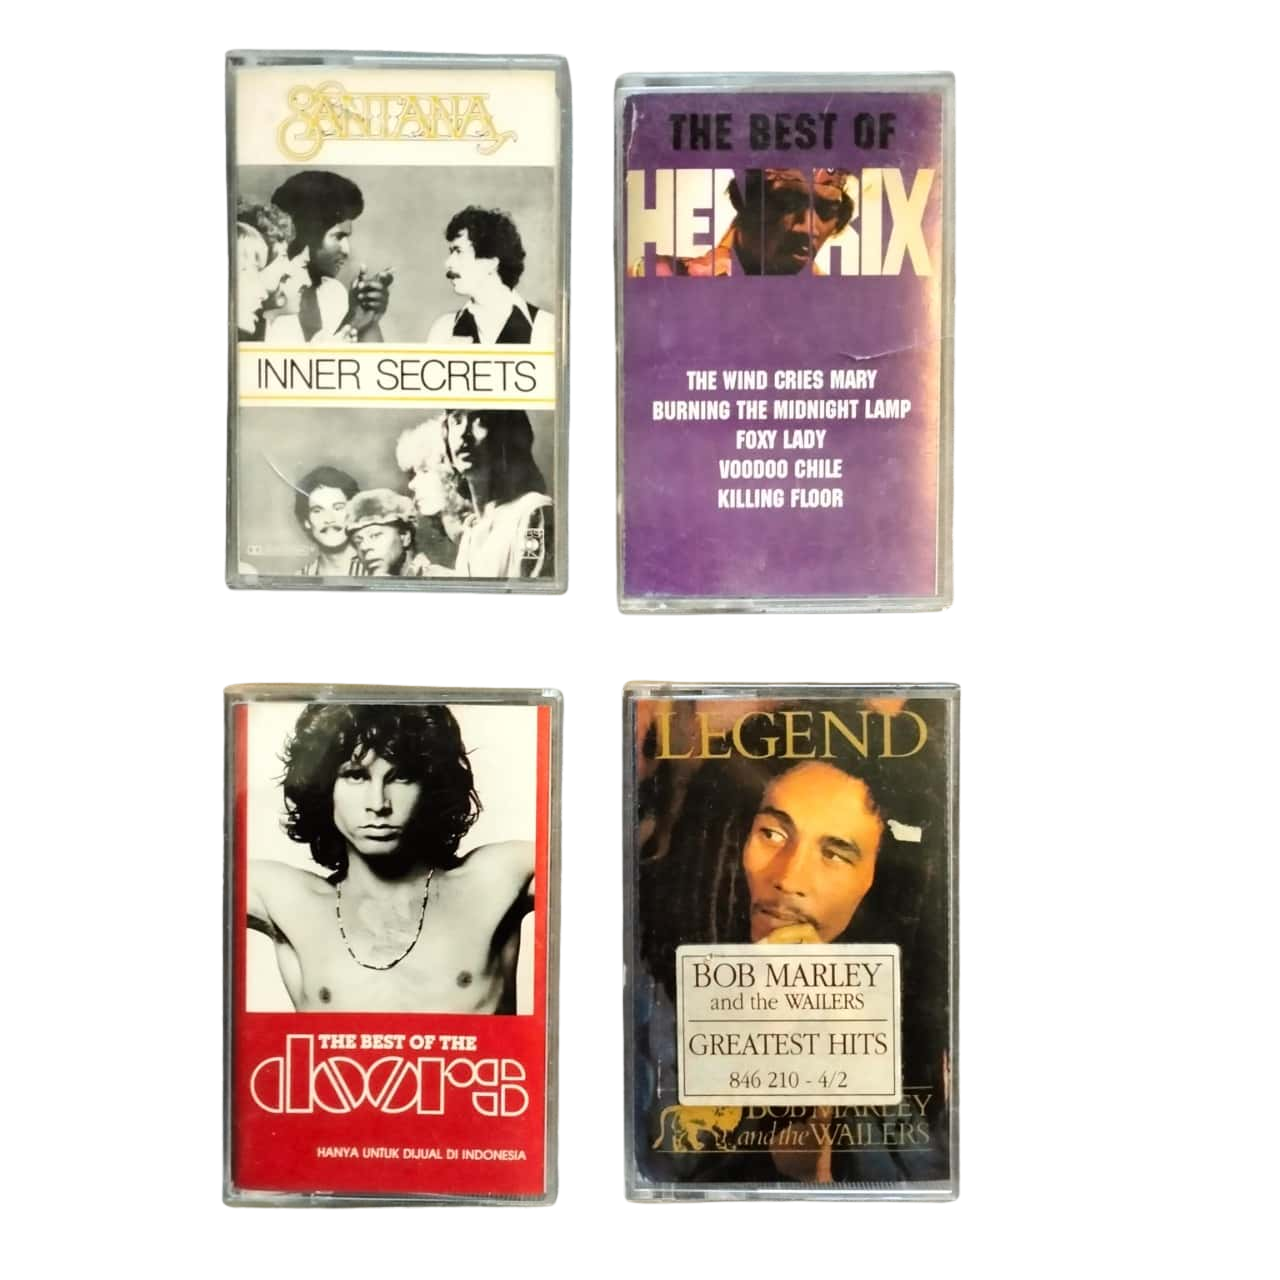 SANTANA
INNER SECRETS
THE BEST OF
HENDRIX
THE WIND CRIES MARY
BURNING THE MIDNIGHT LAMP
FOXY LADY
VOODOO CHILE
KILLING FLOOR
THE BEST OF THE
doors
HANYA UNTUK DIJUAL DI INDONESIA
LEGEND
BOB MARLEY
and the WAILERS
GREATEST HITS
846 210 - 4/2
BOB MARLEY
and the WAILERS